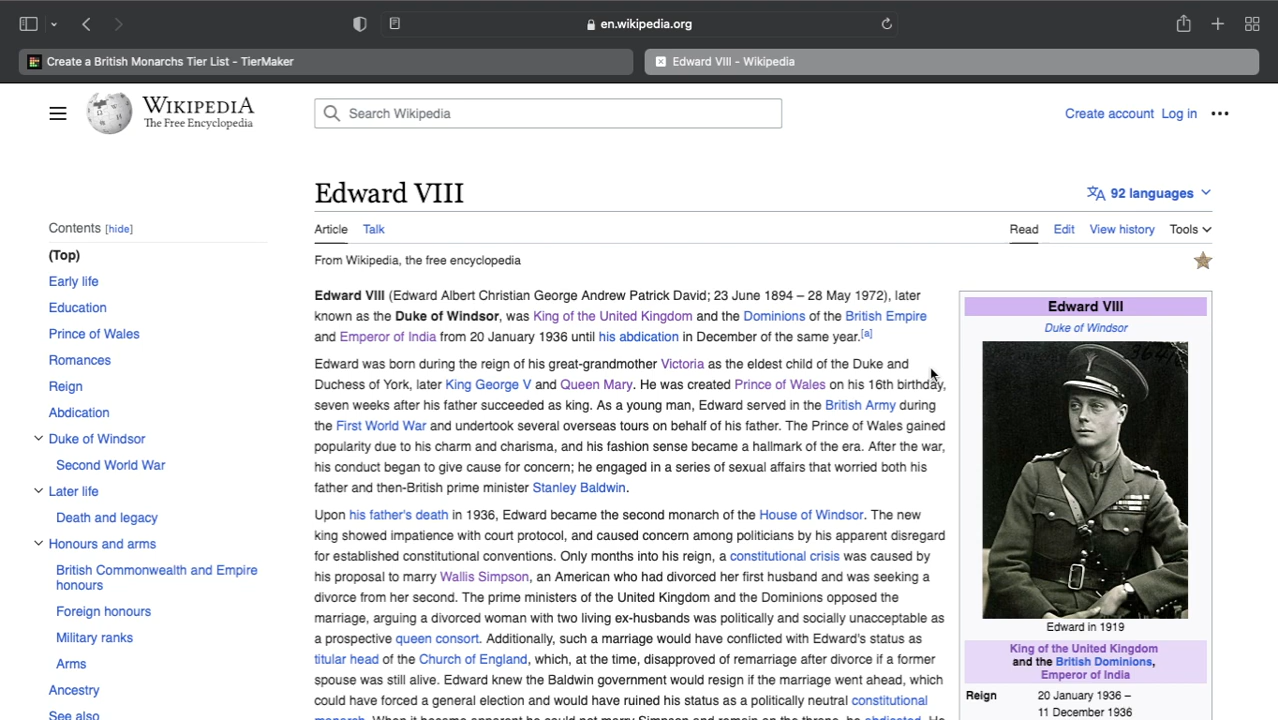 en.wikipedia.org
Create a British Monarchs Tier List - TierMaker
Edward VIII - Wikipedia
WIKIPEDIA
The Free Encyclopedia
Search Wikipedia
Create account Log in
Edward VIII
92 languages
Article Talk
Read Edit View history Tools
From Wikipedia, the free encyclopedia
Contents [hide]
(Top)
Early life
Education
Prince of Wales
Romances
Reign
Abdication
Duke of Windsor
Second World War
Later life
Death and legacy
Honours and arms
British Commonwealth and Empire
honours
Foreign honours
Military ranks
Arms
Ancestry
See also
Edward VIII (Edward Albert Christian George Andrew Patrick David; 23 June 1894 – 28 May 1972), later
known as the Duke of Windsor, was King of the United Kingdom and the Dominions of the British Empire
and Emperor of India from 20 January 1936 until his abdication in December of the same year.[a]
Edward was born during the reign of his great-grandmother Victoria as the eldest child of the Duke and
Duchess of York, later King George V and Queen Mary. He was created Prince of Wales on his 16th birthday,
seven weeks after his father succeeded as king. As a young man, Edward served in the British Army during
the First World War and undertook several overseas tours on behalf of his father. The Prince of Wales gained
popularity due to his charm and charisma, and his fashion sense became a hallmark of the era. After the war,
his conduct began to give cause for concern; he engaged in a series of sexual affairs that worried both his
father and then-British prime minister Stanley Baldwin.
Upon his father's death in 1936, Edward became the second monarch of the House of Windsor. The new
king showed impatience with court protocol, and caused concern among politicians by his apparent disregard
for established constitutional conventions. Only months into his reign, a constitutional crisis was caused by
his proposal to marry Wallis Simpson, an American who had divorced her first husband and was seeking a
divorce from her second. The prime ministers of the United Kingdom and the Dominions opposed the
marriage, arguing a divorced woman with two living ex-husbands was politically and socially unacceptable as
a prospective queen consort. Additionally, such a marriage would have conflicted with Edward's status as
titular head of the Church of England, which, at the time, disapproved of remarriage after divorce if a former
spouse was still alive. Edward knew the Baldwin government would resign if the marriage went ahead, which
could have forced a general election and would have ruined his status as a politically neutral constitutional
monarch. When it became apparent he could not marry Simpson and remain on the throne, he abdicated. He
Edward VIII
Duke of Windsor
Edward in 1919
King of the United Kingdom
and the British Dominions,
Emperor of India
Reign 20 January 1936 –
11 December 1936